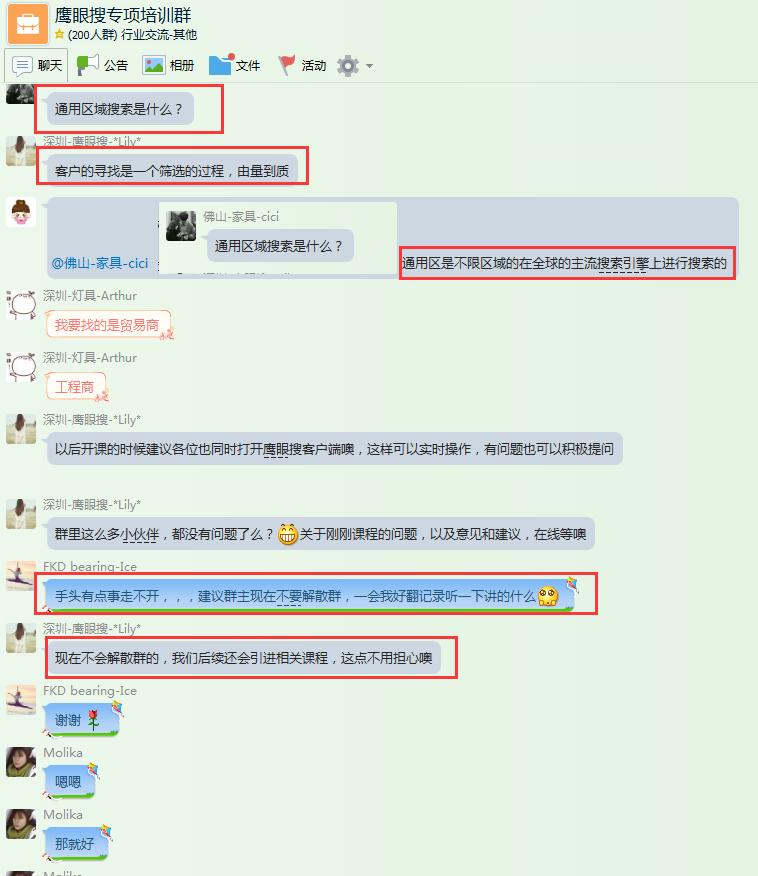 鹰眼搜专项培训群
(200人群) 行业交流-其他
聊天 公告 相册 文件 活动
通用区域搜索是什么？
深圳-鹰眼搜-*Lily*
客户的寻找是一个筛选的过程，由量到质
佛山-家具-cici
通用区域搜索是什么？
@佛山-家具-cici 通用区是不限区域的在全球的主流搜索引擎上进行搜索的
深圳-灯具-Arthur
我要找的是贸易商
深圳-灯具-Arthur
工程商
深圳-鹰眼搜-*Lily*
以后开课的时候建议各位也同时打开鹰眼搜客户端噢，这样可以实时操作，有问题也可以积极提问
深圳-鹰眼搜-*Lily*
群里这么多小伙伴，都没有问题了么？关于刚刚课程的问题，以及意见和建议，在线等噢
FKD bearing-Ice
手头有点事走不开，，，建议群主现在不要解散群，一会我好翻记录听一下讲的什么
深圳-鹰眼搜-*Lily*
现在不会解散群的，我们后续还会引进相关课程，这点不用担心噢
FKD bearing-Ice
谢谢
Molika
嗯嗯
Molika
那就好
Molika